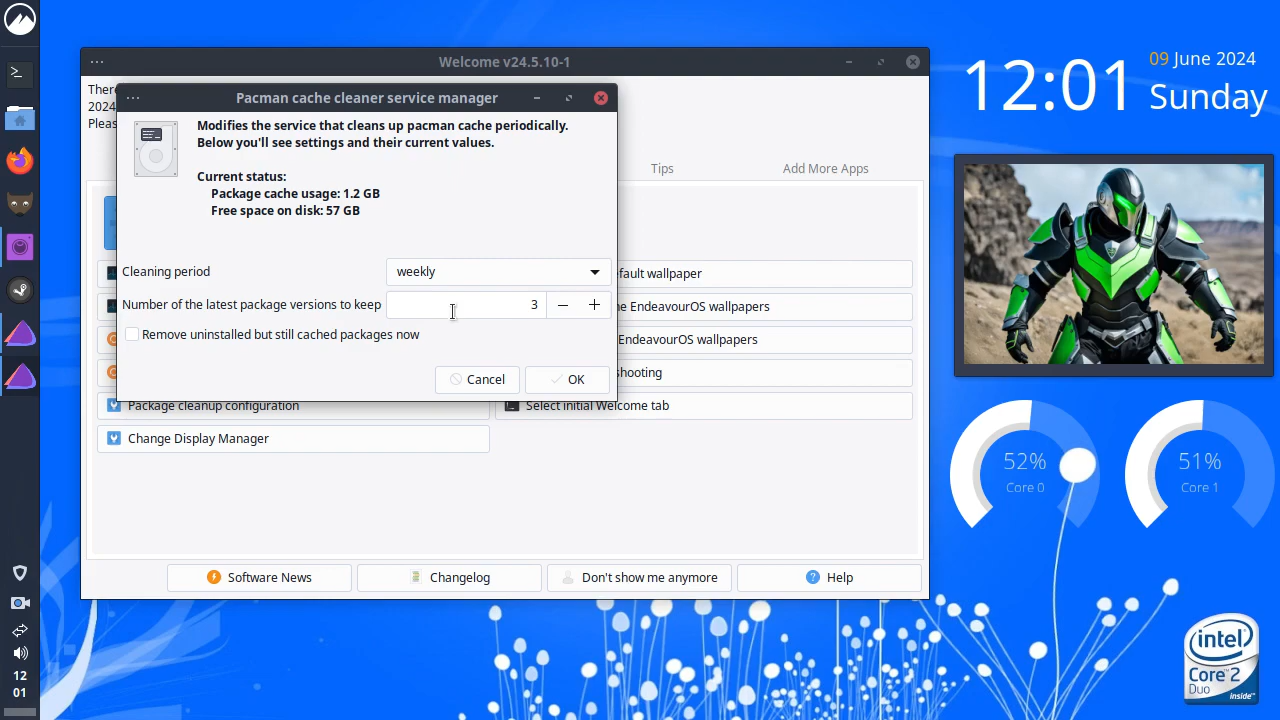 Welcome v24.5.10-1
2024
Pleas
Tips
Add More Apps
Pacman cache cleaner service manager
Modifies the service that cleans up pacman cache periodically.
Below you'll see settings and their current values.
Current status:
Package cache usage: 1.2 GB
Free space on disk: 57 GB
Cleaning period
weekly
Number of the latest package versions to keep
3
Remove uninstalled but still cached packages now
Cancel
OK
efault wallpaper
ne EndeavourOS wallpapers
EndeavourOS wallpapers
shooting
Package cleanup configuration
Select initial Welcome tab
Change Display Manager
Software News
Changelog
Don't show me anymore
Help
12:01
09 June 2024
Sunday
52%
Core 0
51%
Core 1
intel
Core™2
Duo
inside™
12
01